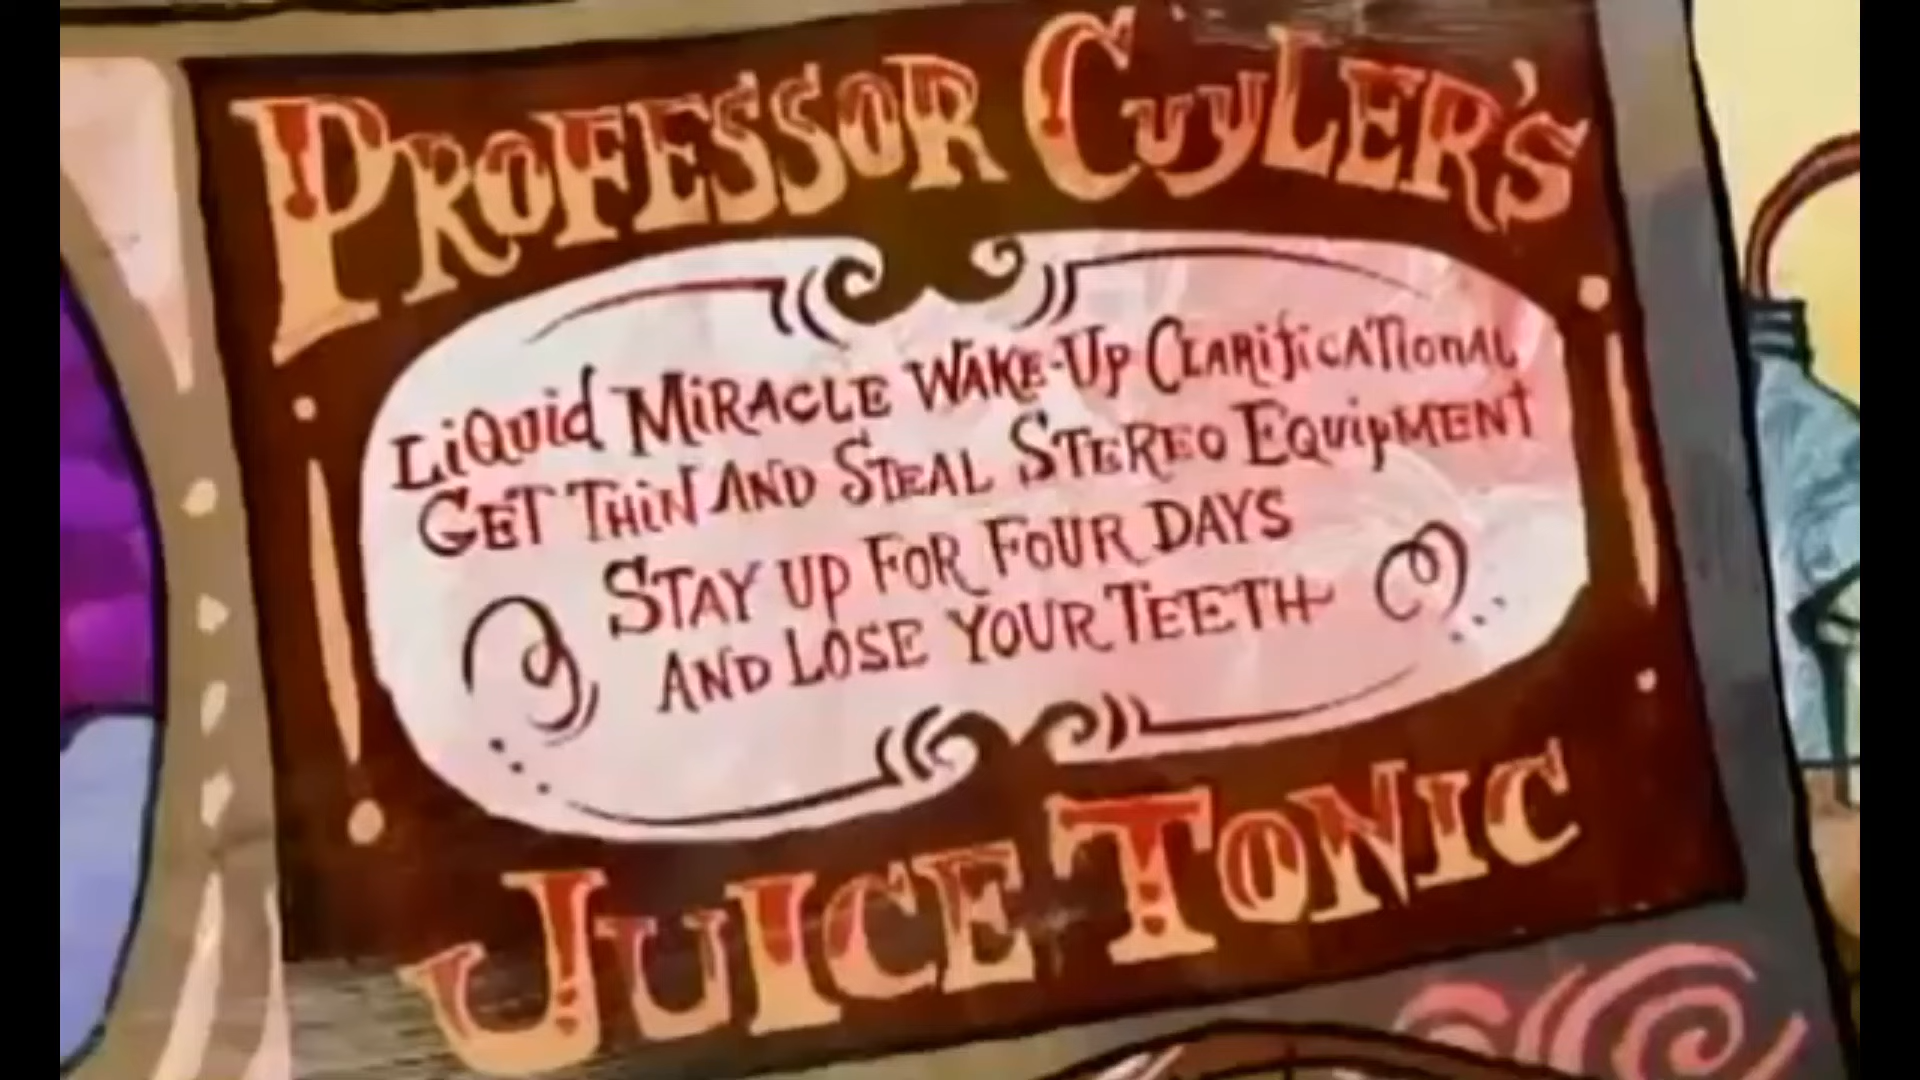 Professor Cuyler's
Liquid Miracle Wake-Up Clarificational
Get Thin and Steal Stereo Equipment
Stay up for four days
and lose your teeth
Juice Tonic